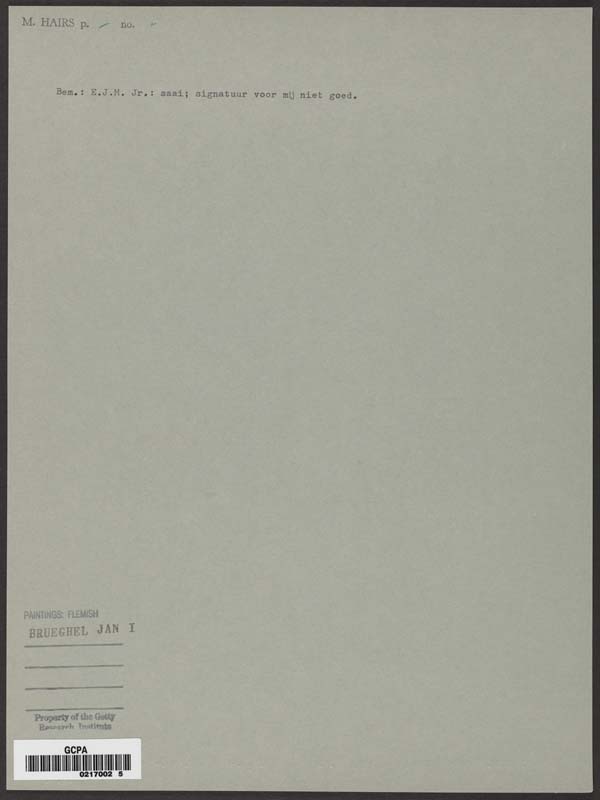 M. HAIRS p. no.
Bem.: E.J.M. Jr.: saai; signatuur voor mij niet goed.
PAINTINGS: FLEMISH
BRUEGHEL JAN I
Property of the Getty
Research Institute
GCPA
0217002 5